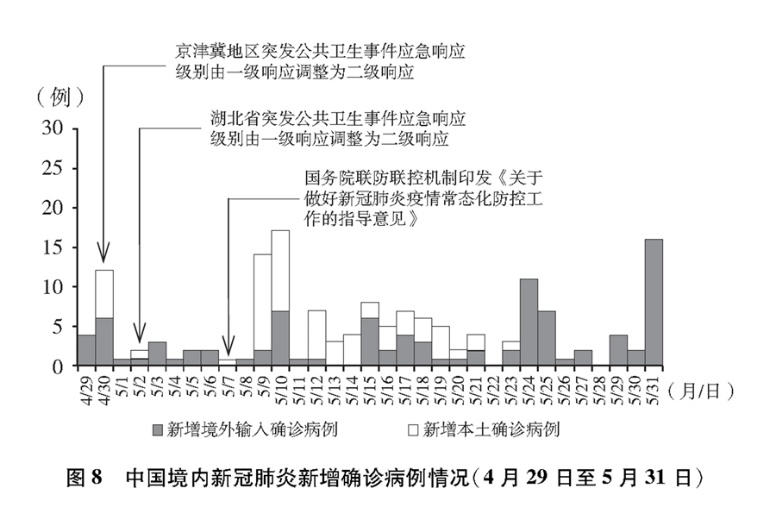 京津冀地区突发公共卫生事件应急响应
级别由一级响应调整为二级响应
（例）
湖北省突发公共卫生事件应急响应
级别由一级响应调整为二级响应
国务院联防联控机制印发《关于
做好新冠肺炎疫情常态化防控工
作的指导意见》
30
25
20
15
10
5
0
4/29 4/30 5/1 5/2 5/3 5/4 5/5 5/6 5/7 5/8 5/9 5/10 5/11 5/12 5/13 5/14 5/15 5/16 5/17 5/18 5/19 5/20 5/21 5/22 5/23 5/24 5/25 5/26 5/27 5/28 5/29 5/30 5/31 （月/日）
新增境外输入确诊病例 新增本土确诊病例
图8 中国境内新冠肺炎新增确诊病例情况（4月29日至5月31日）